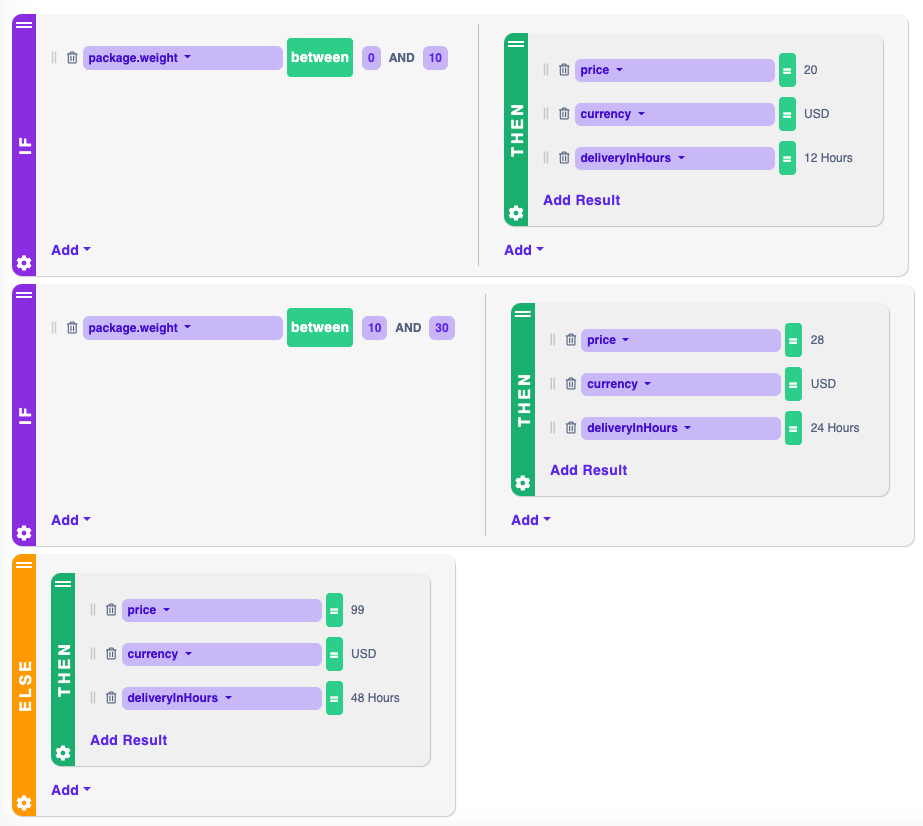 IF
package.weight between 0 AND 10
Add
THEN
price = 20
currency = USD
deliveryInHours = 12 Hours
Add Result
Add
IF
package.weight between 10 AND 30
Add
THEN
price = 28
currency = USD
deliveryInHours = 24 Hours
Add Result
Add
ELSE
THEN
price = 99
currency = USD
deliveryInHours = 48 Hours
Add Result
Add